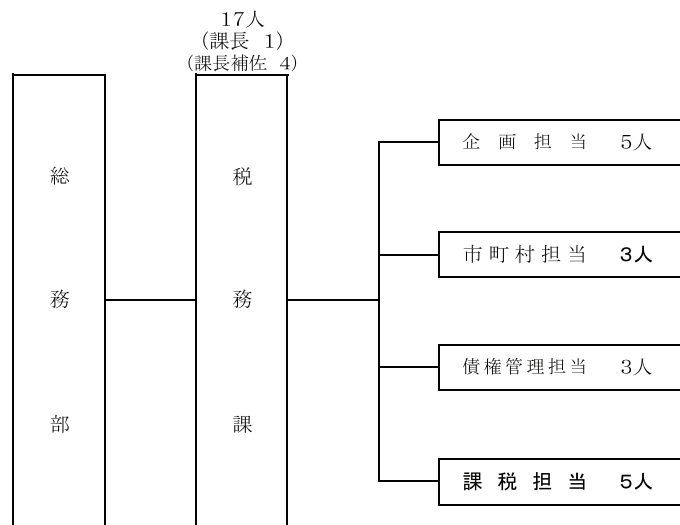 17人
(課長 1)
(課長補佐 4)
総務部
税務課
企画担当 5人
市町村担当 3人
債権管理担当 3人
課税担当 5人